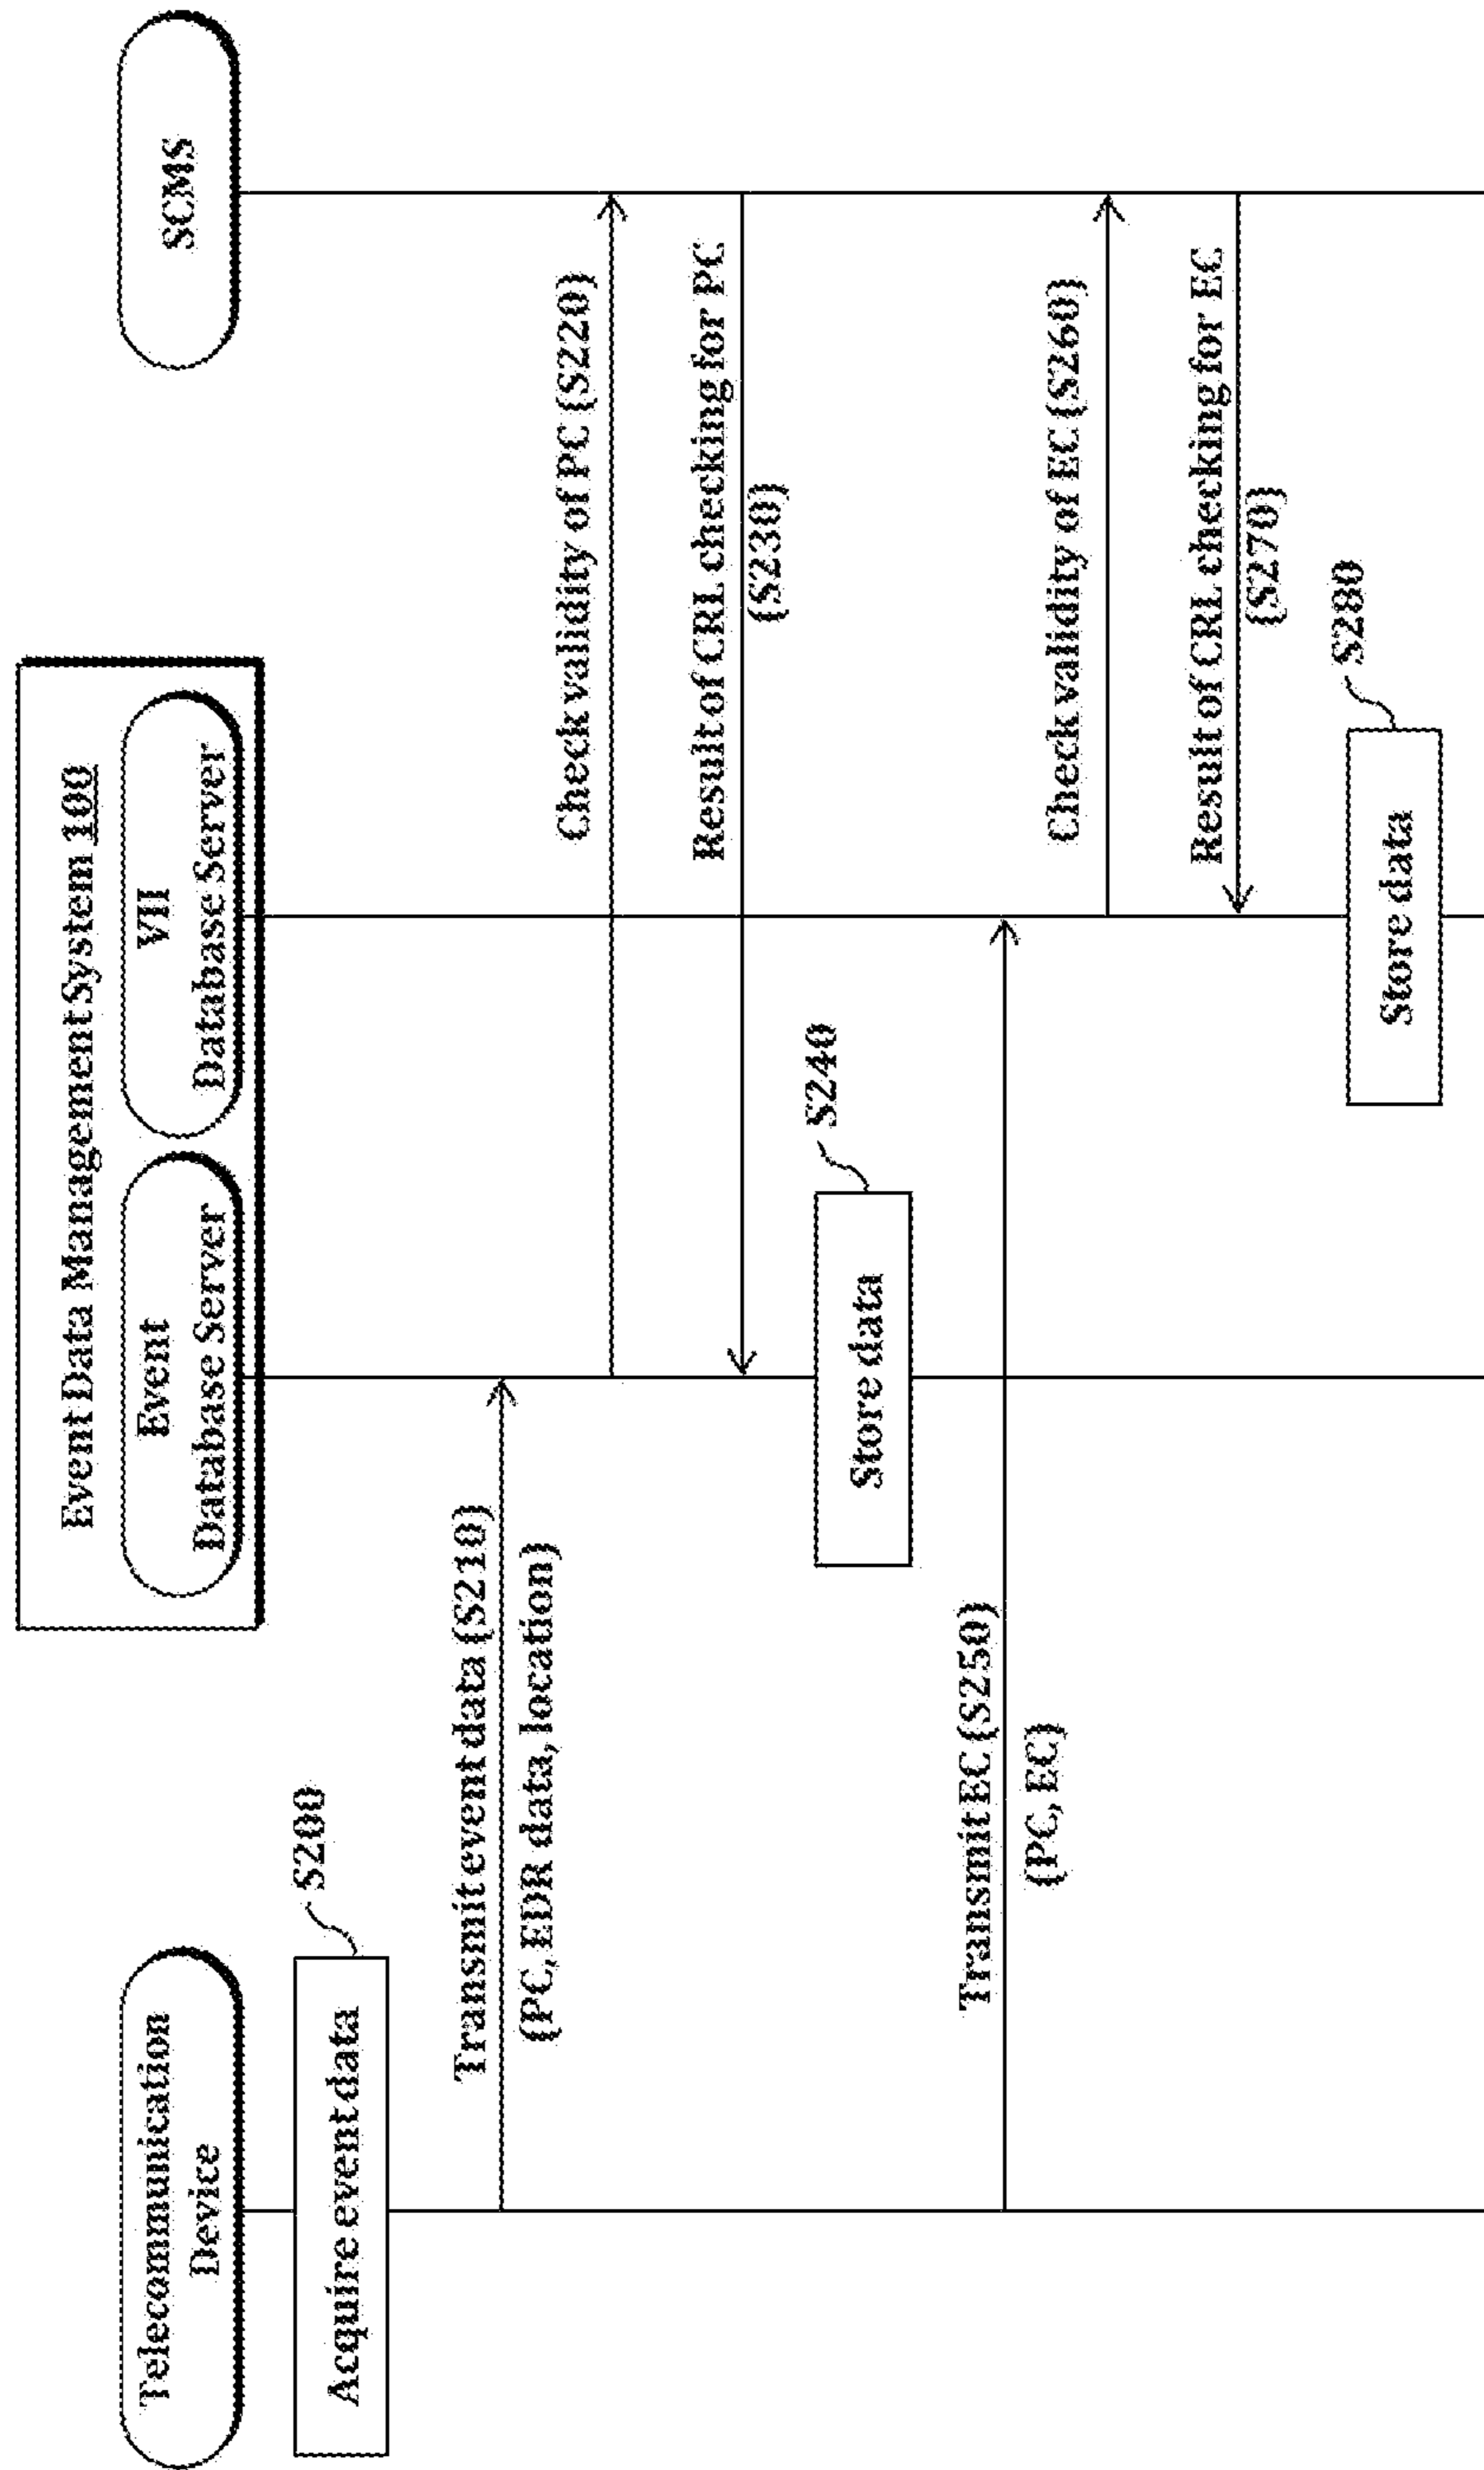 Event Data Management System 100
Telecommunication
Device
Event
Database Server
VII
Database Server
SCMS
Acquire event data
S200
Transmit event data (S210)
(PC, EDR data, location)
Check validity of PC (S220)
Result of CRL checking for PC
(S230)
Store data
S240
Transmit EC (S250)
(PC, EC)
Check validity of EC (S260)
Result of CRL checking for EC
(S270)
Store data
S280